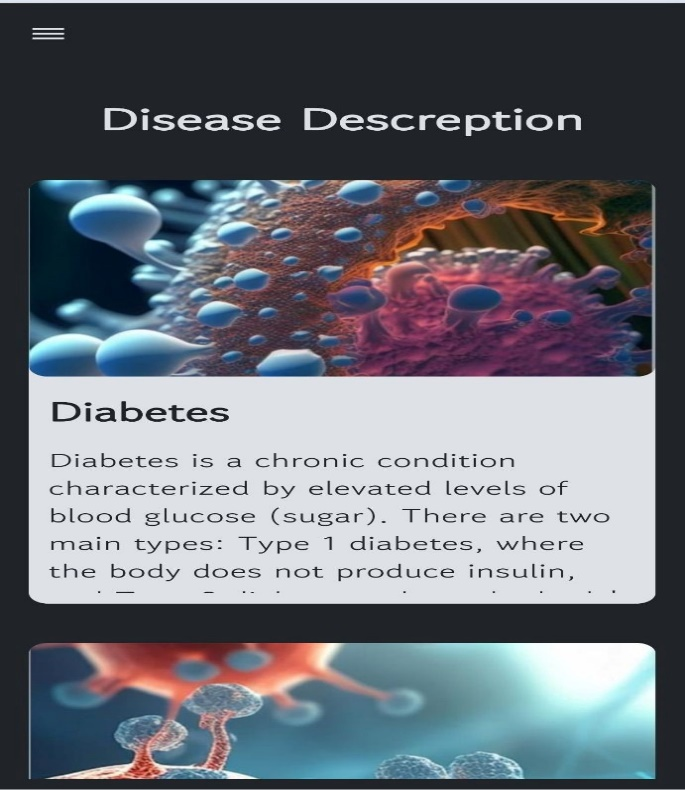 Disease Descreption
Diabetes
Diabetes is a chronic condition
characterized by elevated levels of
blood glucose (sugar). There are two
main types: Type 1 diabetes, where
the body does not produce insulin,